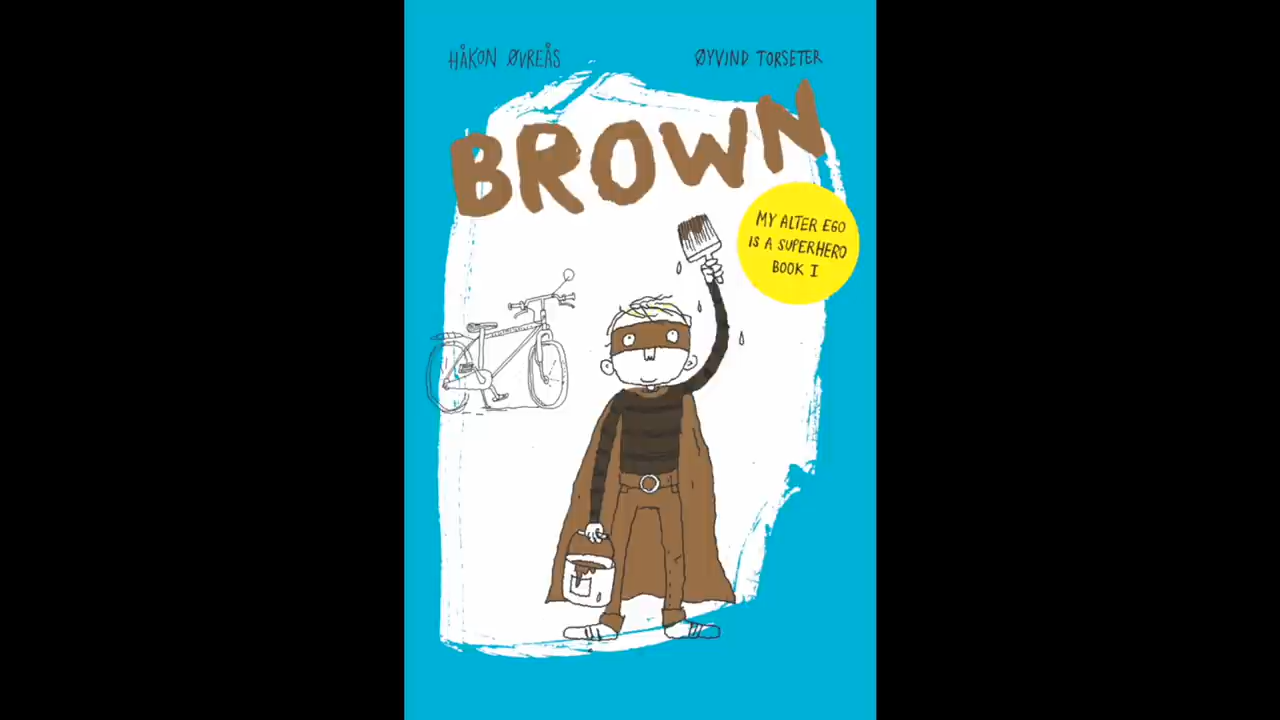 HÅKON ØVREÅS
ØYVIND TORSETER
BROWN
MY ALTER EGO
IS A SUPERHERO
BOOK I